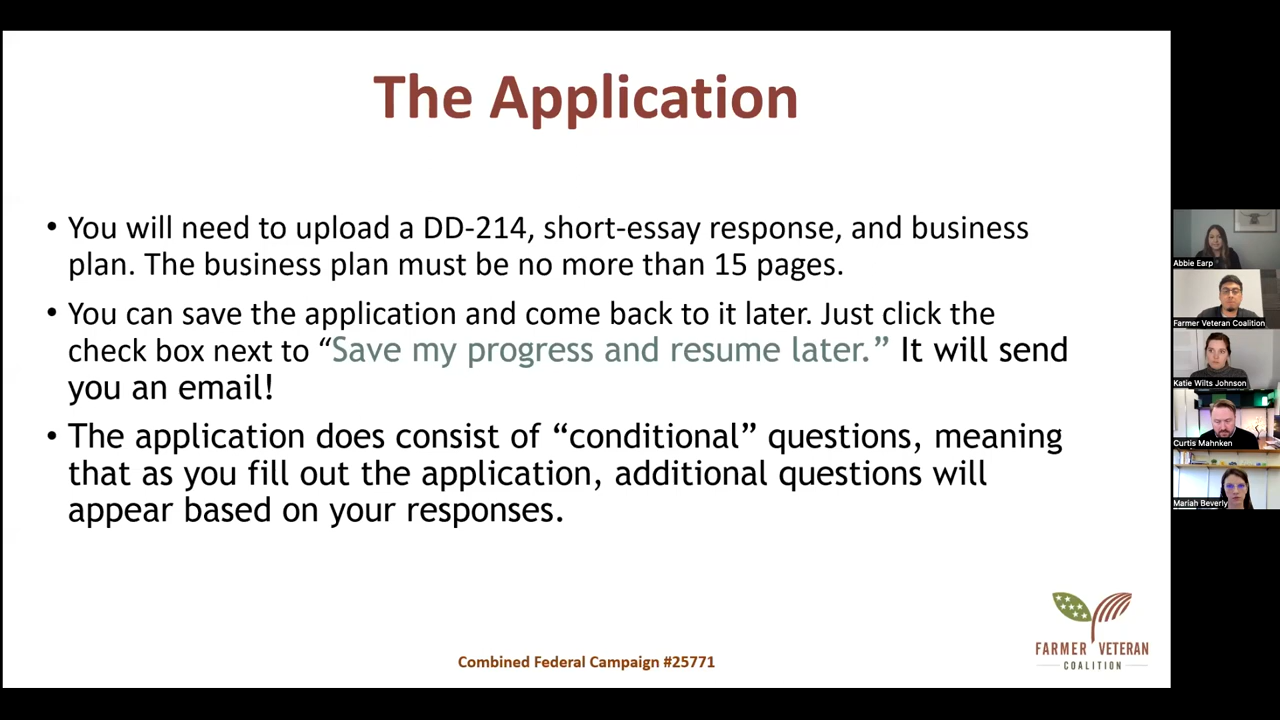 The Application
• You will need to upload a DD-214, short-essay response, and business
plan. The business plan must be no more than 15 pages.
• You can save the application and come back to it later. Just click the
check box next to “Save my progress and resume later.” It will send
you an email!
• The application does consist of “conditional” questions, meaning
that as you fill out the application, additional questions will
appear based on your responses.
Combined Federal Campaign #25771
FARMER VETERAN
COALITION
Abbie Earp
Farmer Veteran Coalition
Katie Wilts Johnson
Curtis Mahnken
Mariah Beverly